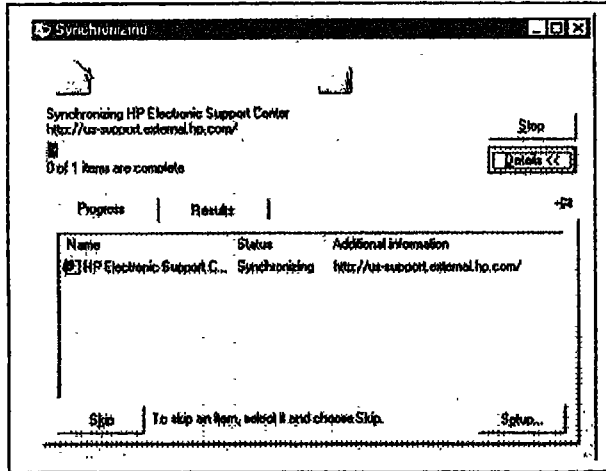 Synchronizing
Synchronizing HP Electronic Support Center
http://us-support.external.hp.com/
Stop
Details <<
0 of 1 items are complete
Progress Results
Name Status Additional information
HP Electronic Support C... Synchronizing http://us-support.external.hp.com/
Skip To skip an item, select it and choose Skip. Setup...